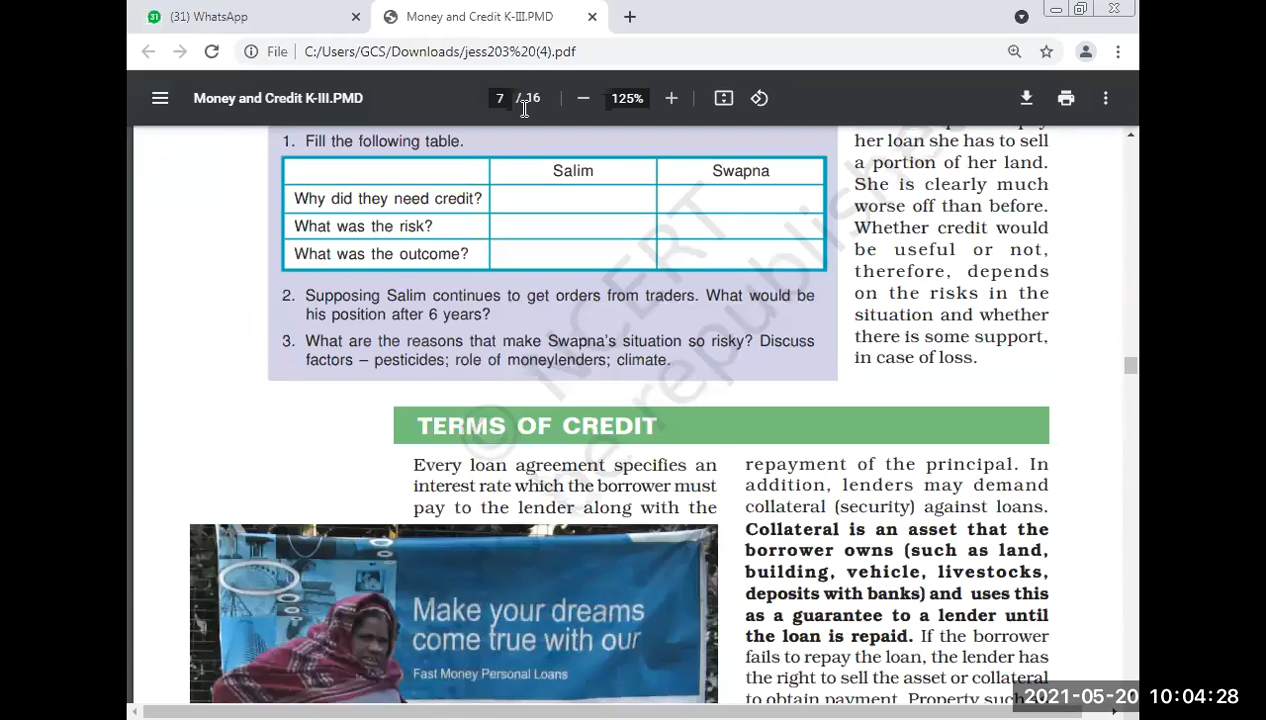 (31) WhatsApp
Money and Credit K-III.PMD
File
C:/Users/GCS/Downloads/jess203%20(4).pdf
Money and Credit K-III.PMD
7 / 16
125%
1. Fill the following table.
Salim Swapna
Why did they need credit?
What was the risk?
What was the outcome?
2. Supposing Salim continues to get orders from traders. What would be
his position after 6 years?
3. What are the reasons that make Swapna's situation so risky? Discuss
factors – pesticides; role of moneylenders; climate.
her loan she has to sell
a portion of her land.
She is clearly much
worse off than before.
Whether credit would
be useful or not,
therefore, depends
on the risks in the
situation and whether
there is some support,
in case of loss.
TERMS OF CREDIT
Every loan agreement specifies an
interest rate which the borrower must
pay to the lender along with the
Make your dreams
come true with our
Fast Money Personal Loans
repayment of the principal. In
addition, lenders may demand
collateral (security) against loans.
Collateral is an asset that the
borrower owns (such as land,
building, vehicle, livestocks,
deposits with banks) and uses this
as a guarantee to a lender until
the loan is repaid. If the borrower
fails to repay the loan, the lender has
the right to sell the asset or collateral
to obtain payment. Property such
© NCERT
be republished
2021-05-20 10:04:28